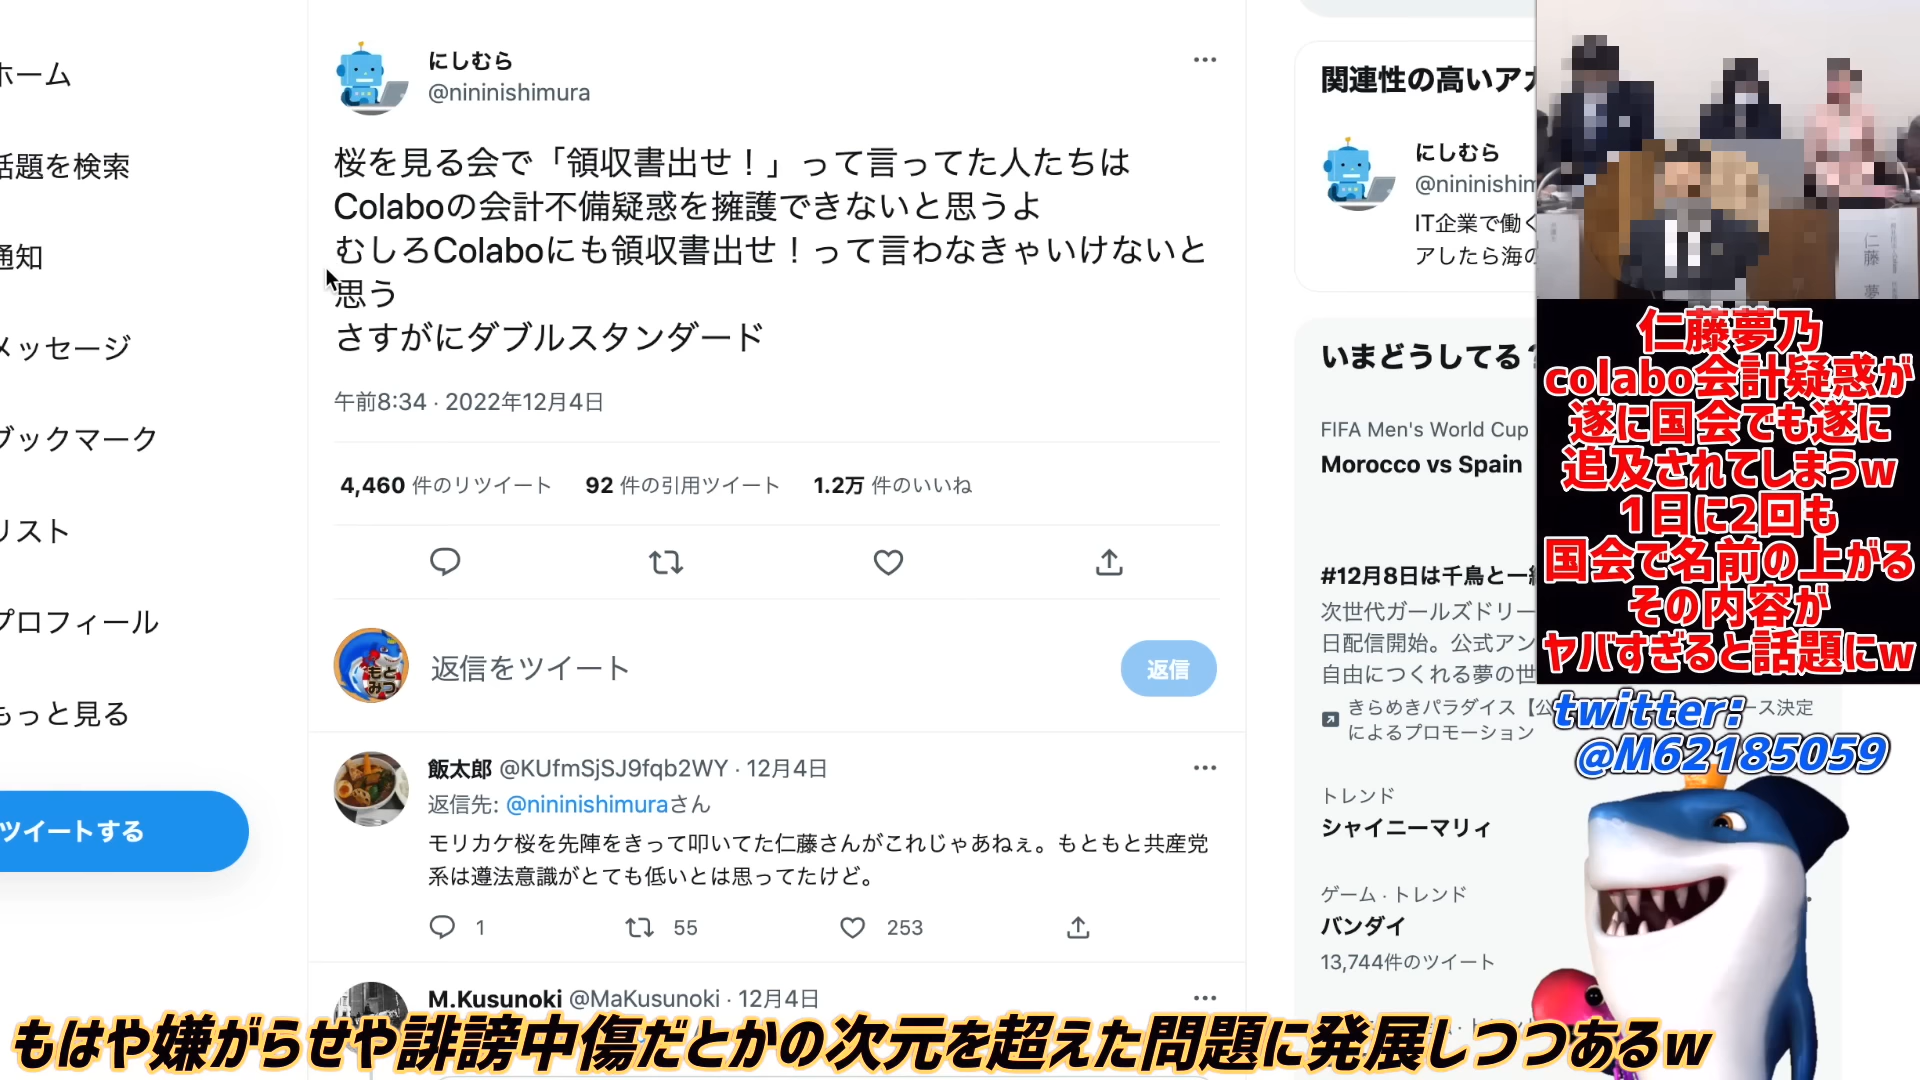 ホーム
話題を検索
通知
メッセージ
ブックマーク
リスト
プロフィール
もっと見る
ツイートする
にしむら
@nininishimura
桜を見る会で「領収書出せ！」って言ってた人たちは
Colaboの会計不備疑惑を擁護できないと思うよ
むしろColaboにも領収書出せ！って言わなきゃいけないと
思う
さすがにダブルスタンダード
午前8:34 · 2022年12月4日
4,460 件のリツイート 92 件の引用ツイート 1.2万 件のいいね
もと
みつ
返信をツイート
返信
飯太郎 @KUfmSjSJ9fqb2WY · 12月4日
返信先: @nininishimuraさん
モリカケ桜を先陣をきって叩いてた仁藤さんがこれじゃあねぇ。もともと共産党
系は遵法意識がとても低いとは思ってたけど。
1 55 253
M.Kusunoki @MaKusunoki · 12月4日
関連性の高いアカ
にしむら
@nininishim
IT企業で働く
アしたら海の
いまどうしてる？
FIFA Men's World Cup
Morocco vs Spain
#12月8日は千鳥と一緒
次世代ガールズドリー
日配信開始。公式アン
自由につくれる夢の世
きらめきパラダイス【公
ース決定
によるプロモーション
トレンド
シャイニーマリィ
ゲーム · トレンド
バンダイ
13,744件のツイート
仁藤 夢
仁藤夢乃
colabo会計疑惑が
遂に国会でも遂に
追及されてしまうw
1日に2回も
国会で名前の上がる
その内容が
ヤバすぎると話題にw
twitter:
@M62185059
もはや嫌がらせや誹謗中傷だとかの次元を超えた問題に発展しつつあるw